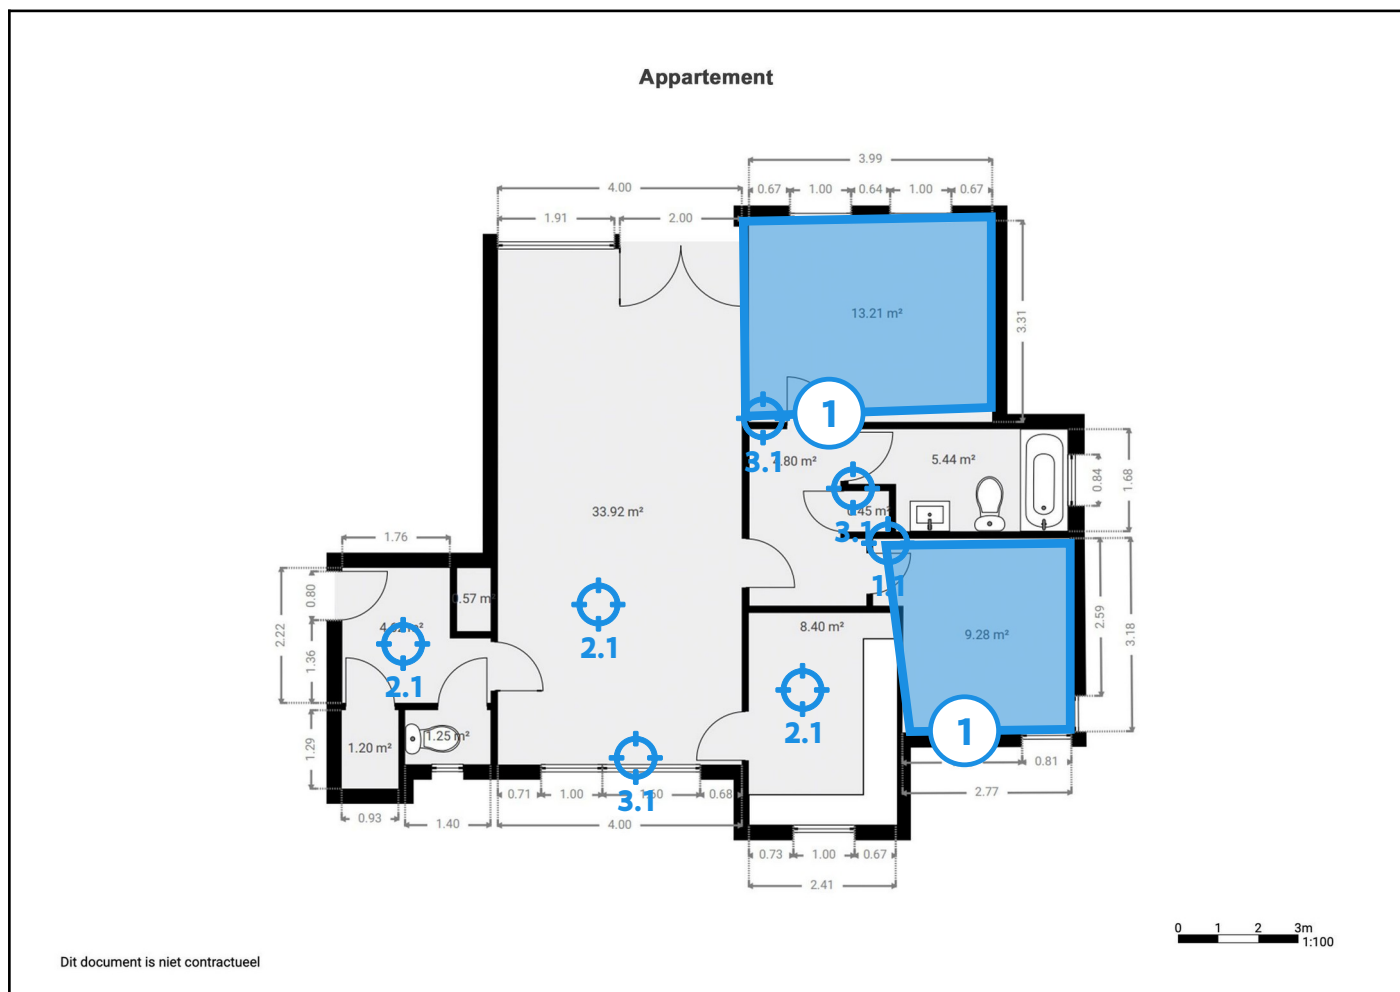 Appartement
3.99
4.00
0.67 1.00 0.64 1.00 0.67
1.91 2.00
13.21 m²
3.31
1
3.1
5.44 m²
0.84
1.68
3.1
33.92 m²
1.76
1.1
0.80
2.22
1.36
2.1
2.1
8.40 m²
9.28 m²
2.59
3.18
2.1
1
1.20 m²
1.25 m²
1.29
0.81
0.71 1.00 0.68
3.1
2.77
0.93
1.40
4.00
0.73 1.00 0.67
2.41
0 1 2 3m
1:100
Dit document is niet contractueel